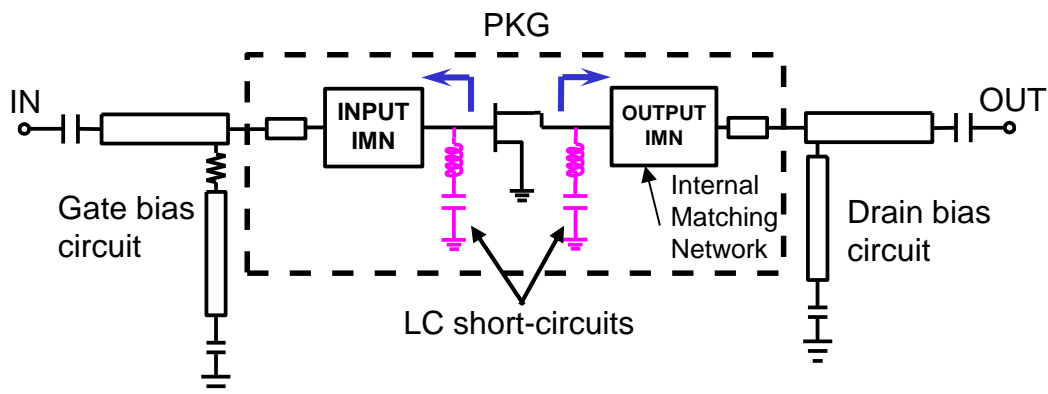 PKG
IN
INPUT
IMN
OUTPUT
IMN
OUT
Gate bias
circuit
Internal
Matching
Network
Drain bias
circuit
LC short-circuits